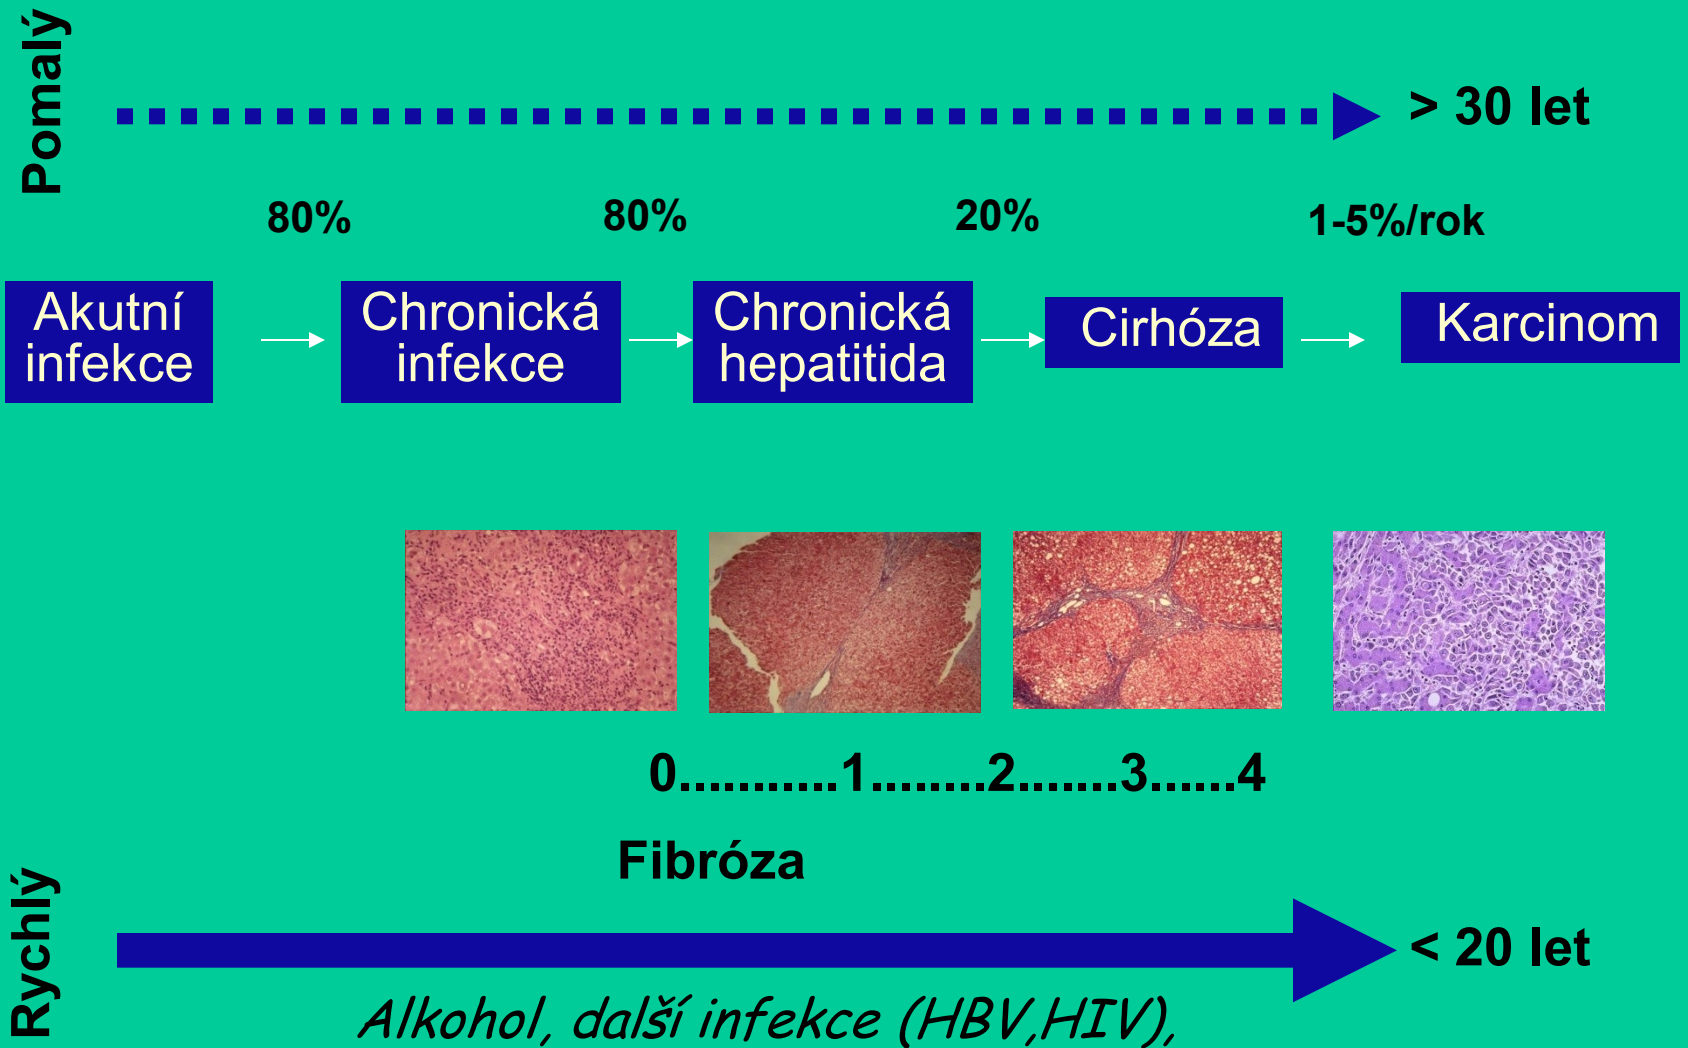 Pomalý
> 30 let
80%
80%
20%
1-5%/rok
Akutní
infekce
Chronická
infekce
Chronická
hepatitida
Cirhóza
Karcinom
0...........1........2.......3......4
Fibróza
Rychlý
< 20 let
Alkohol, další infekce (HBV,HIV),